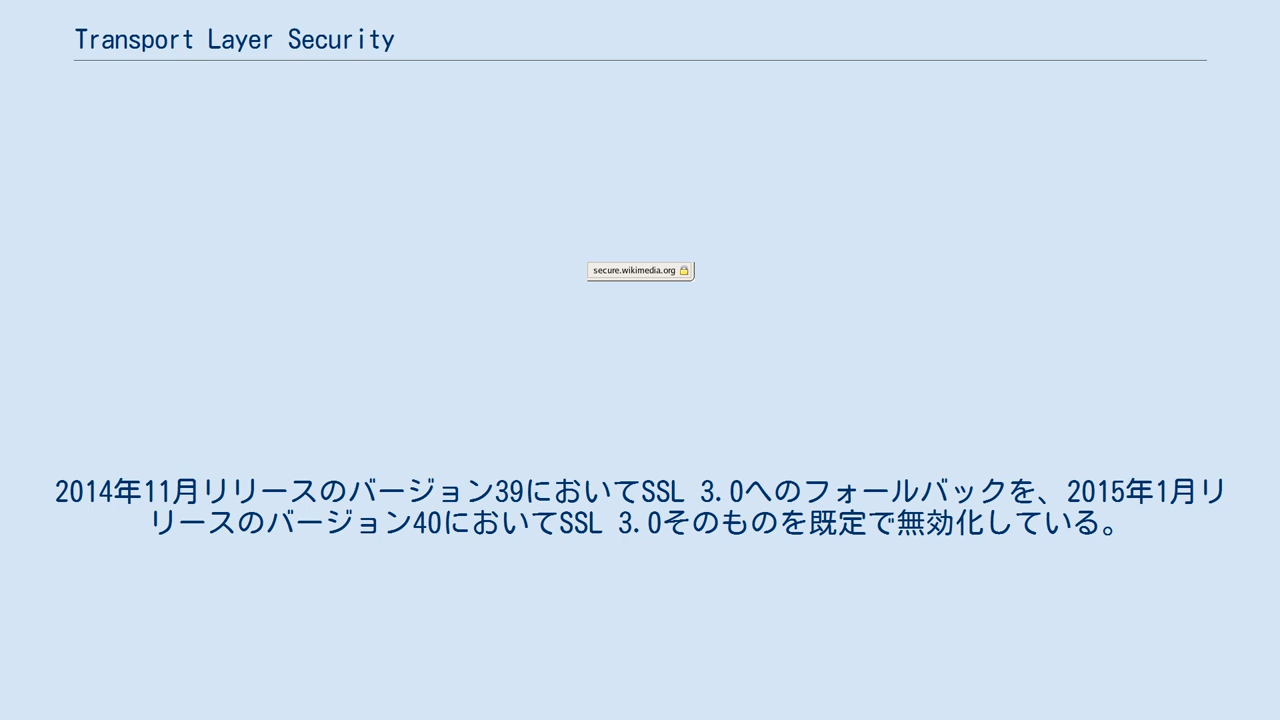 Transport Layer Security
secure.wikimedia.org
2014年11月リリースのバージョン39においてSSL 3.0へのフォールバックを、2015年1月リ
リースのバージョン40においてSSL 3.0そのものを既定で無効化している。